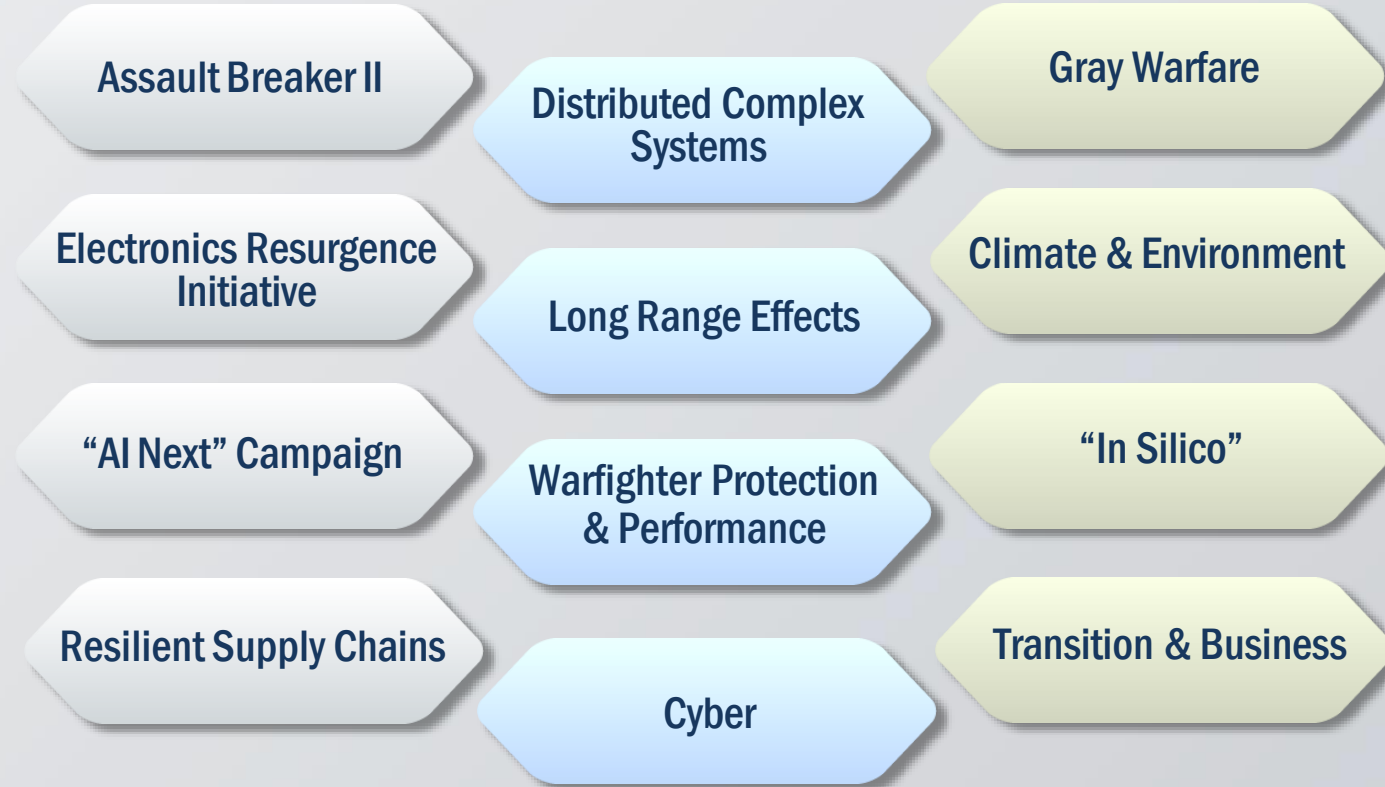 Assault Breaker II
Electronics Resurgence
Initiative
“AI Next” Campaign
Resilient Supply Chains
Distributed Complex
Systems
Long Range Effects
Warfighter Protection
& Performance
Cyber
Gray Warfare
Climate & Environment
“In Silico”
Transition & Business